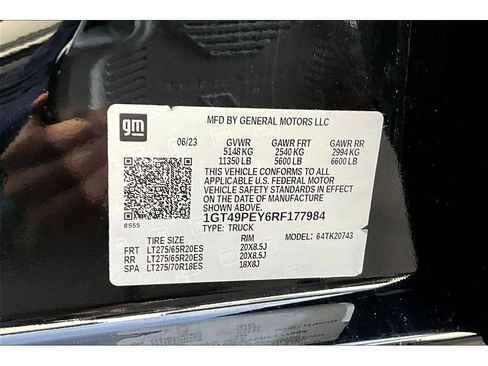 gm
MFD BY GENERAL MOTORS LLC
06/23 GVWR GAWR FRT GAWR RR
5148 KG 2540 KG 2994 KG
11350 LB 5600 LB 6600 LB
THIS VEHICLE CONFORMS TO ALL
APPLICABLE U.S. FEDERAL MOTOR
VEHICLE SAFETY STANDARDS IN EFFECT
ON THE DATE OF MANUFACTURE
SHOWN ABOVE.
8555
1GT49PEY6RF177984
TYPE: TRUCK
MODEL: 64TK20743
TIRE SIZE RIM
FRT LT275/65R20ES 20X8.5J
RR LT275/65R20ES 20X8.5J
SPA LT275/70R18ES 18X8J